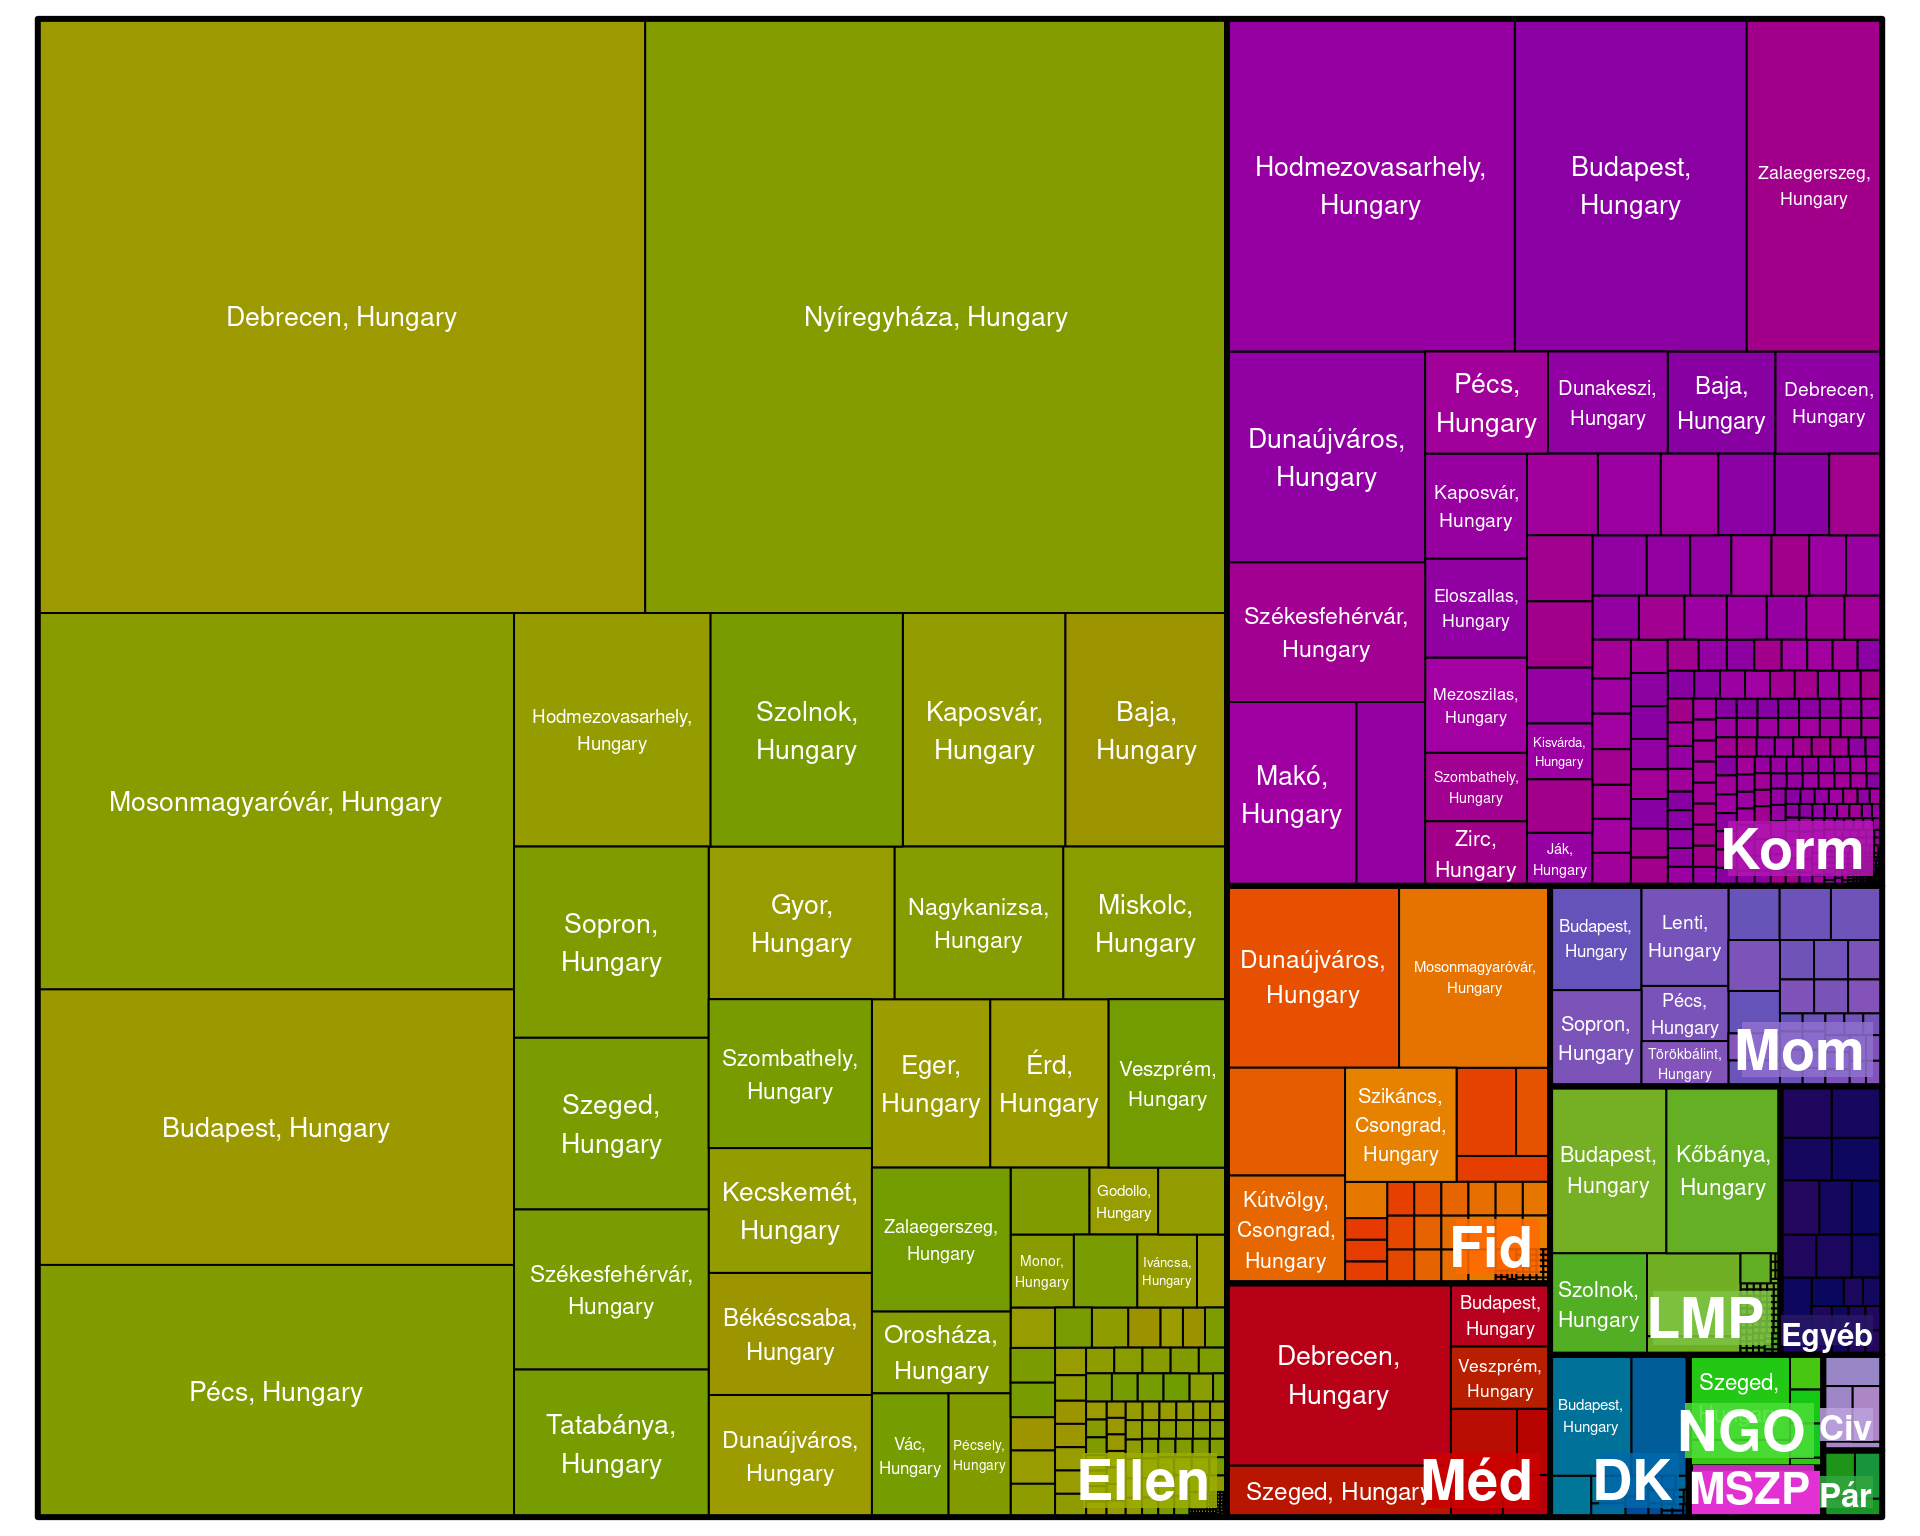 Debrecen, Hungary
Nyíregyháza, Hungary
Mosonmagyaróvár, Hungary
Budapest, Hungary
Pécs, Hungary
Hodmezovasarhely,
Hungary
Szolnok,
Hungary
Kaposvár,
Hungary
Baja,
Hungary
Sopron,
Hungary
Szeged,
Hungary
Székesfehérvár,
Hungary
Tatabánya,
Hungary
Gyor,
Hungary
Nagykanizsa,
Hungary
Miskolc,
Hungary
Szombathely,
Hungary
Kecskemét,
Hungary
Békéscsaba,
Hungary
Dunaújváros,
Hungary
Eger,
Hungary
Érd,
Hungary
Veszprém,
Hungary
Zalaegerszeg,
Hungary
Orosháza,
Hungary
Vác,
Hungary
Pécsely,
Hungary
Godollo,
Hungary
Monor,
Hungary
Iváncsa,
Hungary
Ellen
Hodmezovasarhely,
Hungary
Budapest,
Hungary
Zalaegerszeg,
Hungary
Dunaújváros,
Hungary
Székesfehérvár,
Hungary
Makó,
Hungary
Pécs,
Hungary
Dunakeszi,
Hungary
Baja,
Hungary
Debrecen,
Hungary
Kaposvár,
Hungary
Eloszallas,
Hungary
Mezoszilas,
Hungary
Szombathely,
Hungary
Zirc,
Hungary
Kisvárda,
Hungary
Ják,
Hungary
Korm
Dunaújváros,
Hungary
Mosonmagyaróvár,
Hungary
Szikáncs,
Csongrad,
Hungary
Kútvölgy,
Csongrad,
Hungary
Fid
Budapest,
Hungary
Lenti,
Hungary
Sopron,
Hungary
Pécs,
Hungary
Törökbálint,
Hungary
Mom
Debrecen,
Hungary
Budapest,
Hungary
Veszprém,
Hungary
Szeged, Hungary
Méd
Budapest,
Hungary
Kőbánya,
Hungary
Szolnok,
Hungary
LMP
Egyéb
Budapest,
Hungary
DK
Szeged,
NGO
Civ
MSZP
Pár